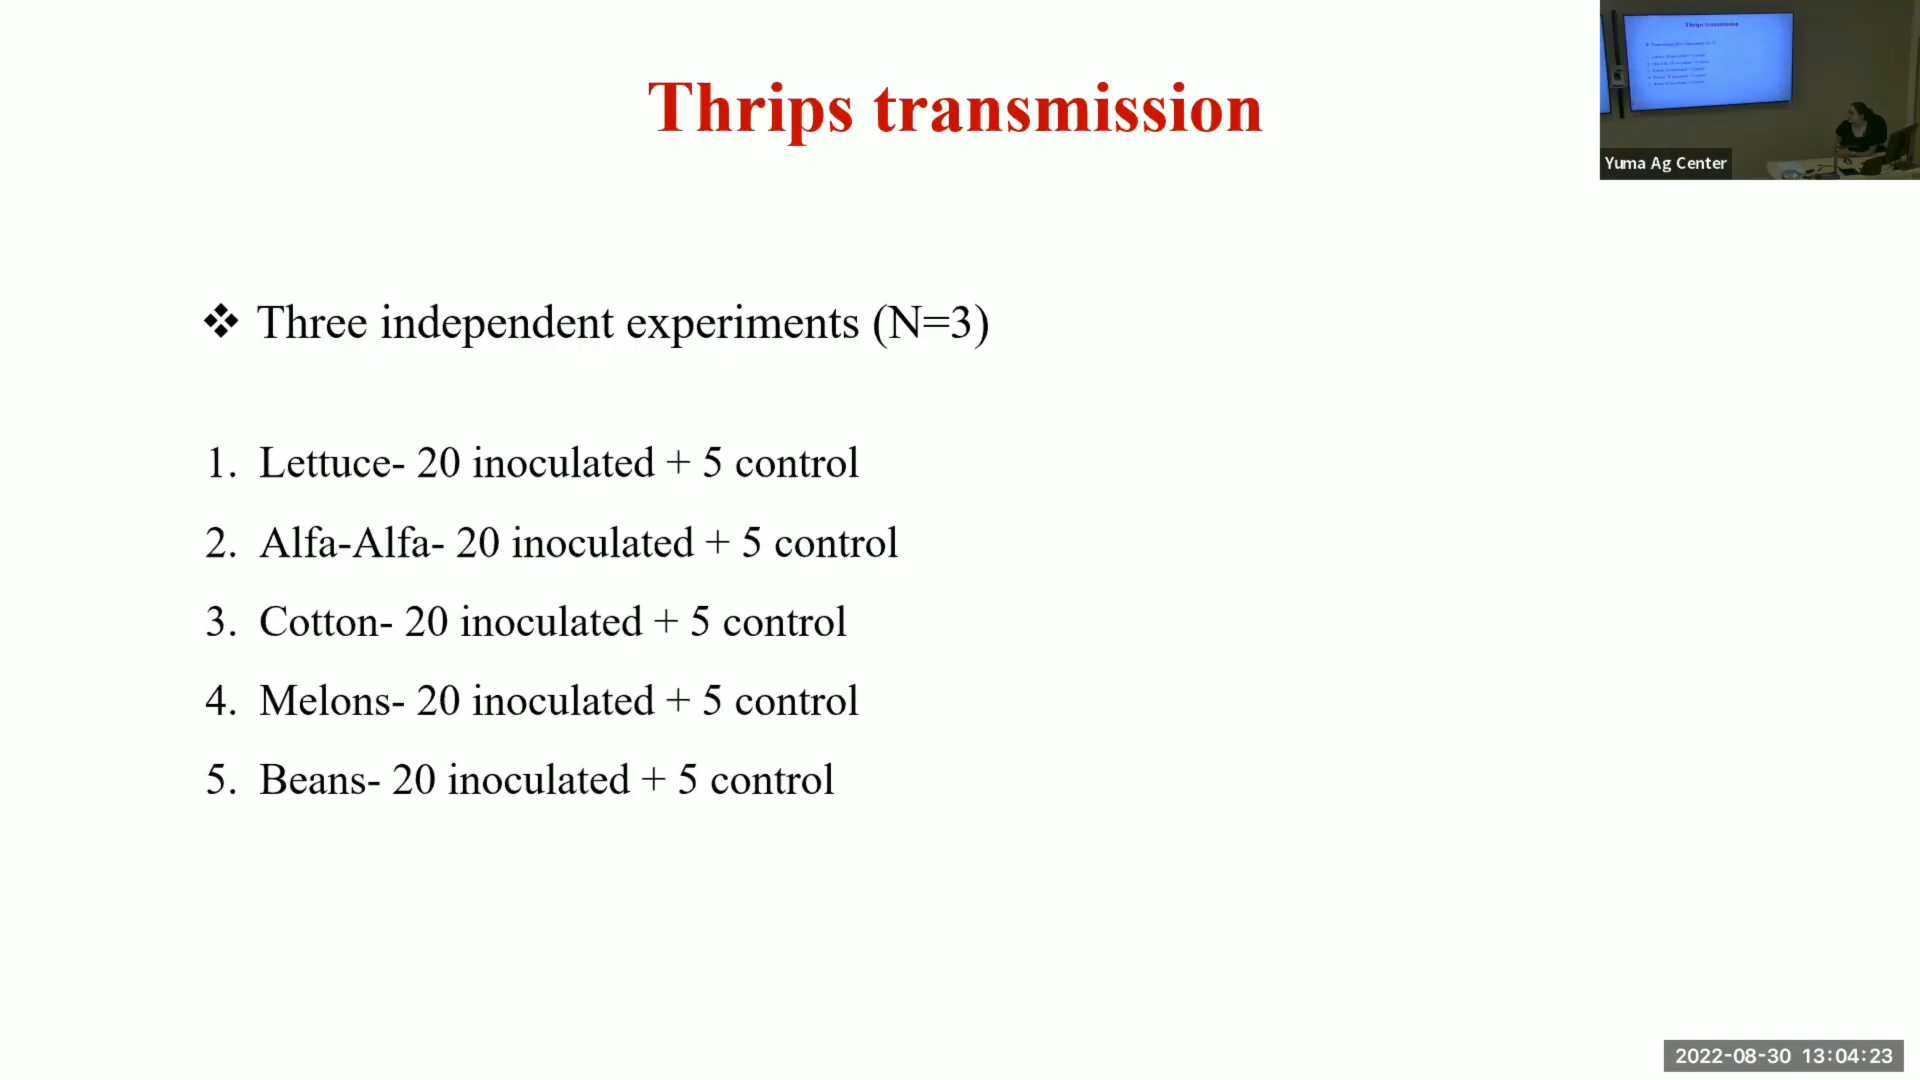 Thrips transmission
Thrips transmission
Yuma Ag Center
❖ Three independent experiments (N=3)
1. Lettuce- 20 inoculated + 5 control
2. Alfa-Alfa- 20 inoculated + 5 control
3. Cotton- 20 inoculated + 5 control
4. Melons- 20 inoculated + 5 control
5. Beans- 20 inoculated + 5 control
2022-08-30 13:04:23